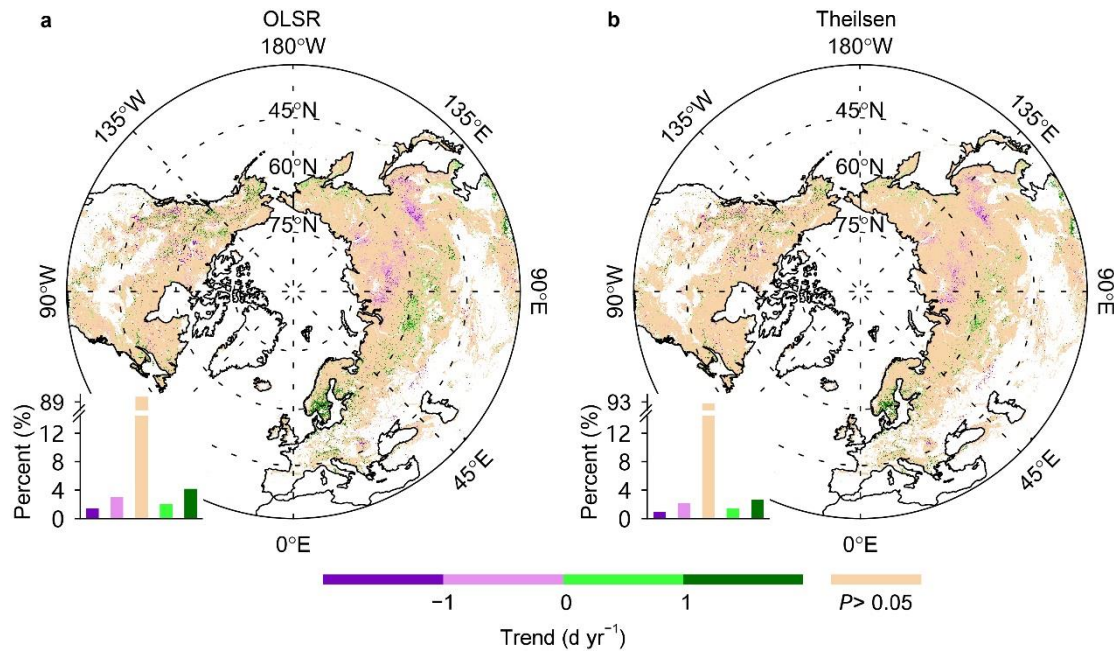 a OLSR
180°W
135°W
135°E
45°N
60°N
75°N
90°W
90°E
45°E
0°E
Percent (%)
89
12
8
4
0
b Theilsen
180°W
135°W
135°E
45°N
60°N
75°N
90°W
90°E
45°E
0°E
Percent (%)
93
12
8
4
0
−1 0 1 P> 0.05
Trend (d yr⁻¹)